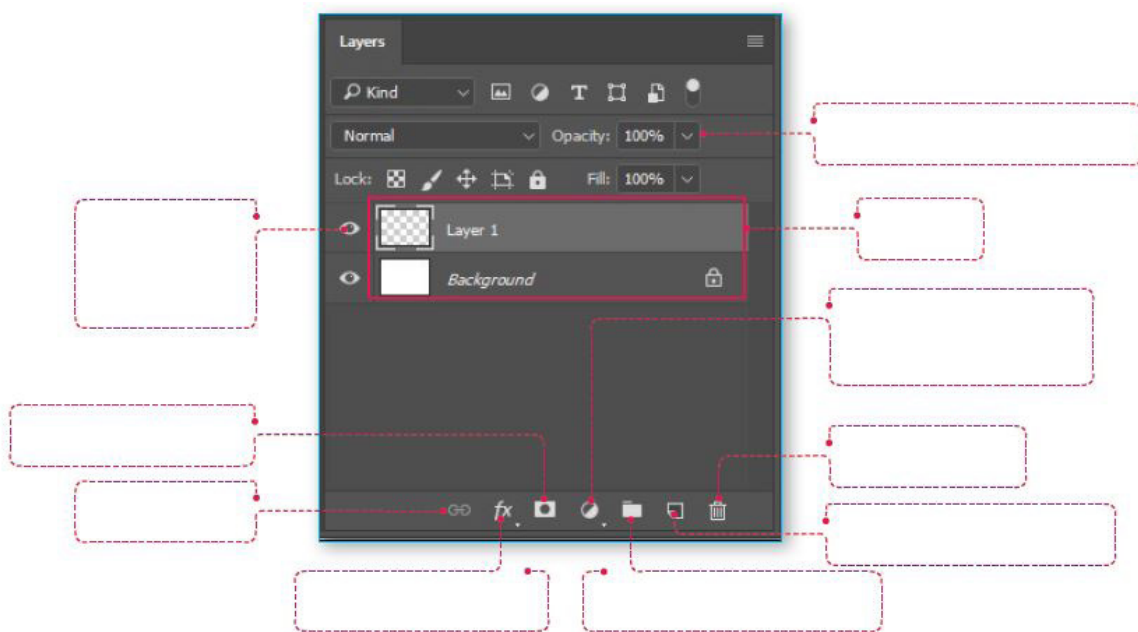 Layers
Kind
Normal Opacity: 100%
Lock: Fill: 100%
Layer 1
Background
fx